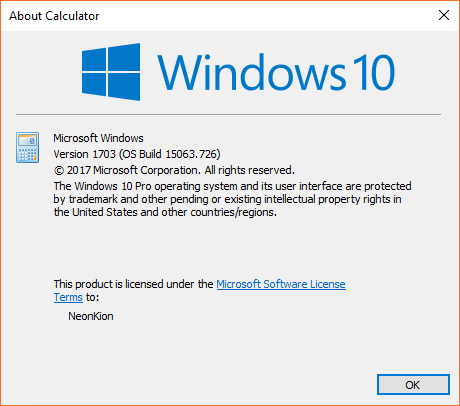 About Calculator
Windows 10
Microsoft Windows
Version 1703 (OS Build 15063.726)
© 2017 Microsoft Corporation. All rights reserved.
The Windows 10 Pro operating system and its user interface are protected
by trademark and other pending or existing intellectual property rights in
the United States and other countries/regions.
This product is licensed under the Microsoft Software License
Terms to:
NeonKion
OK